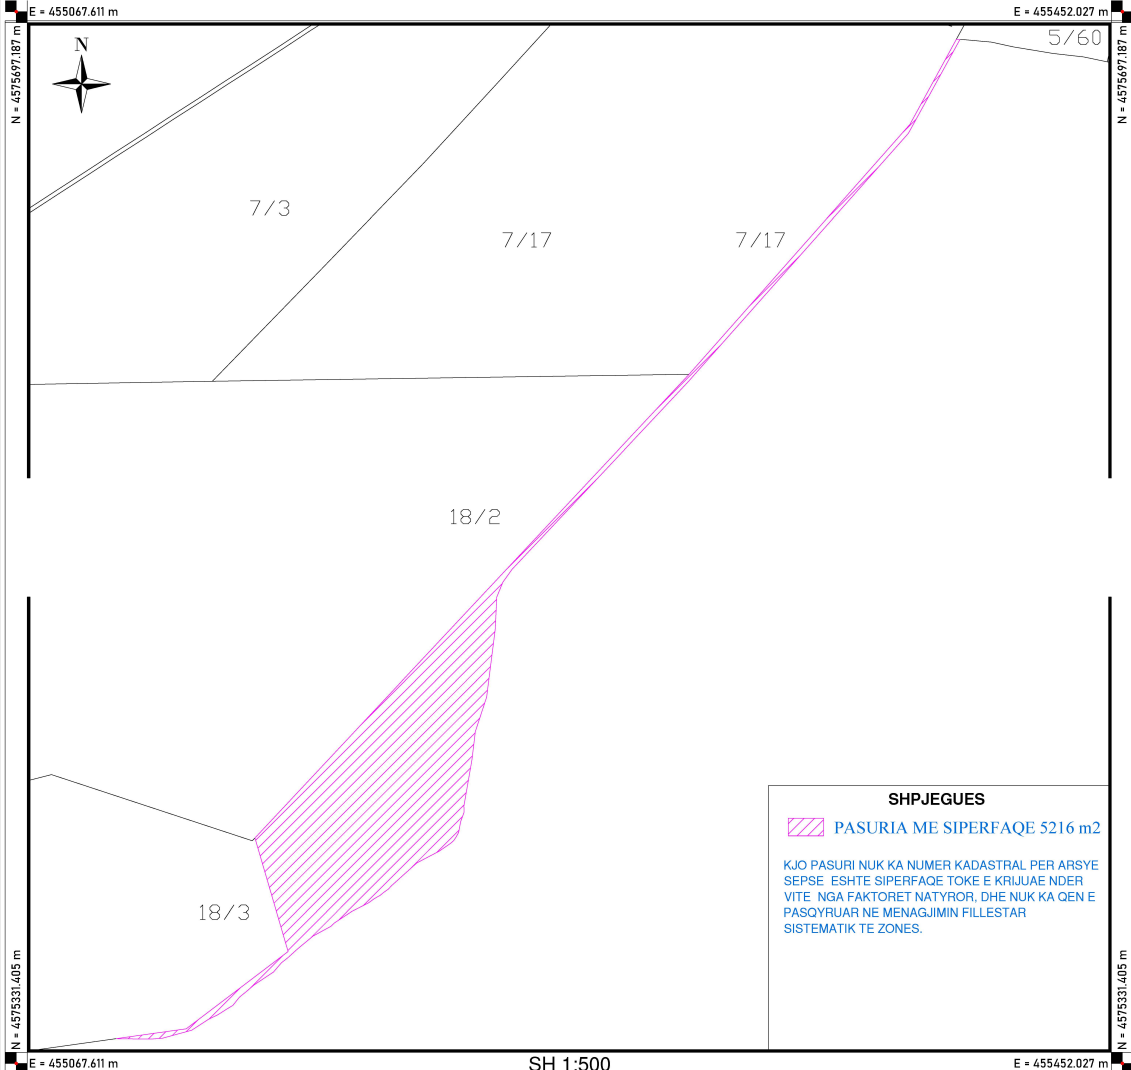 E = 455067.611 m
E = 455452.027 m
N = 4575697.187 m
N = 4575697.187 m
N
5/60
7/3
7/17
7/17
18/2
18/3
SHPJEGUES
PASURIA ME SIPERFAQE 5216 m2
KJO PASURI NUK KA NUMER KADASTRAL PER ARSYE
SEPSE ESHTE SIPERFAQE TOKE E KRIJUAE NDER
VITE NGA FAKTORET NATYROR, DHE NUK KA QEN E
PASQYRUAR NE MENAGJIMIN FILLESTAR
SISTEMATIK TE ZONES.
N = 4575331.405 m
N = 4575331.405 m
E = 455067.611 m
SH 1:500
E = 455452.027 m